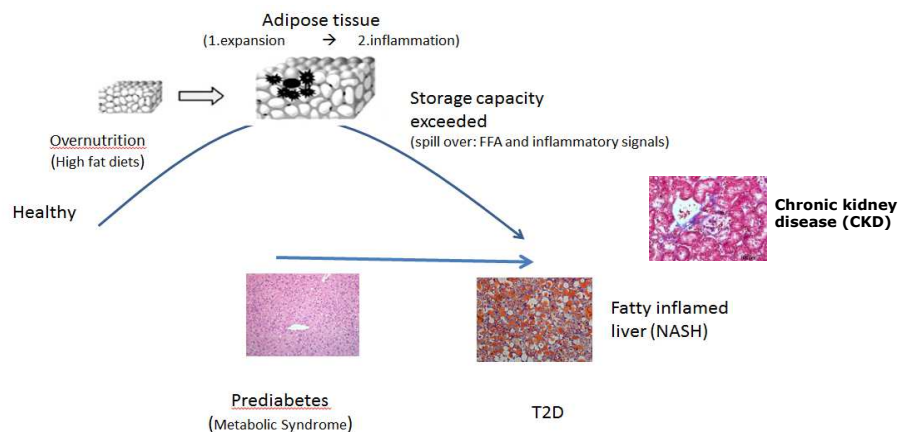 Adipose tissue
(1.expansion → 2.inflammation)
Storage capacity
exceeded
(spill over: FFA and inflammatory signals)
Overnutrition
(High fat diets)
Healthy
Chronic kidney
disease (CKD)
Fatty inflamed
liver (NASH)
Prediabetes
(Metabolic Syndrome)
T2D